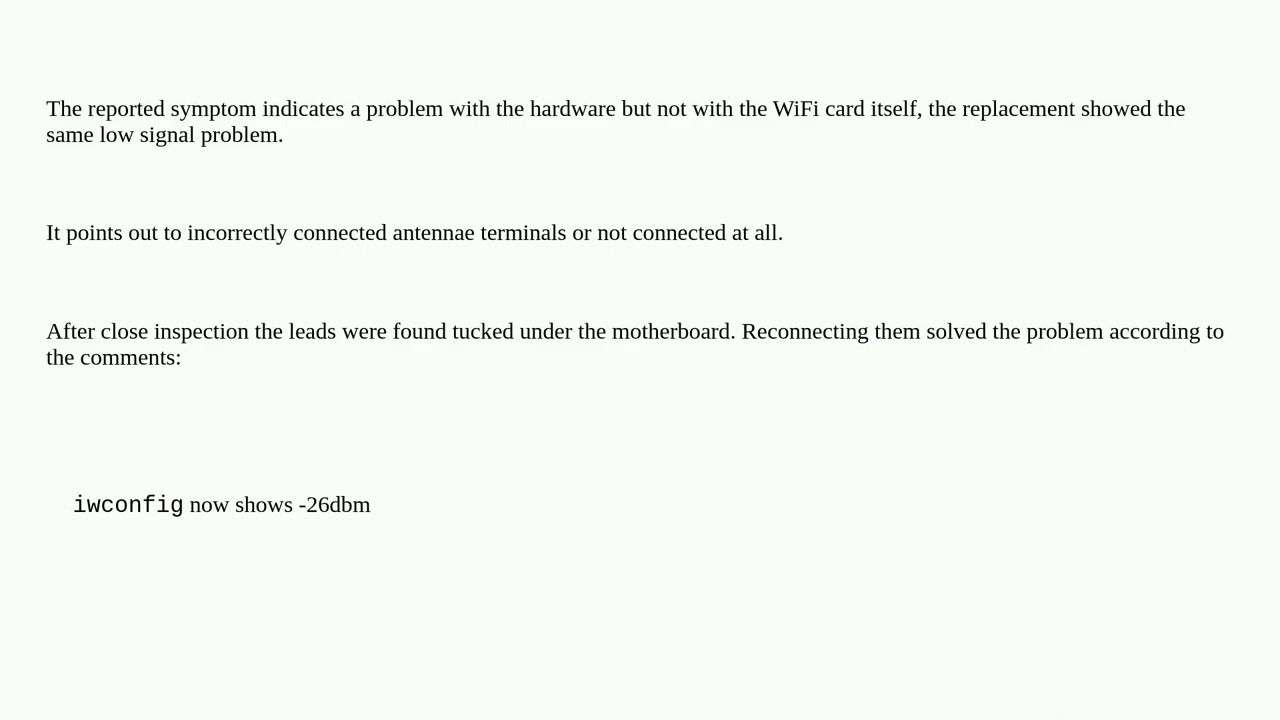 The reported symptom indicates a problem with the hardware but not with the WiFi card itself, the replacement showed the
same low signal problem.
It points out to incorrectly connected antennae terminals or not connected at all.
After close inspection the leads were found tucked under the motherboard. Reconnecting them solved the problem according to
the comments:
iwconfig now shows -26dbm